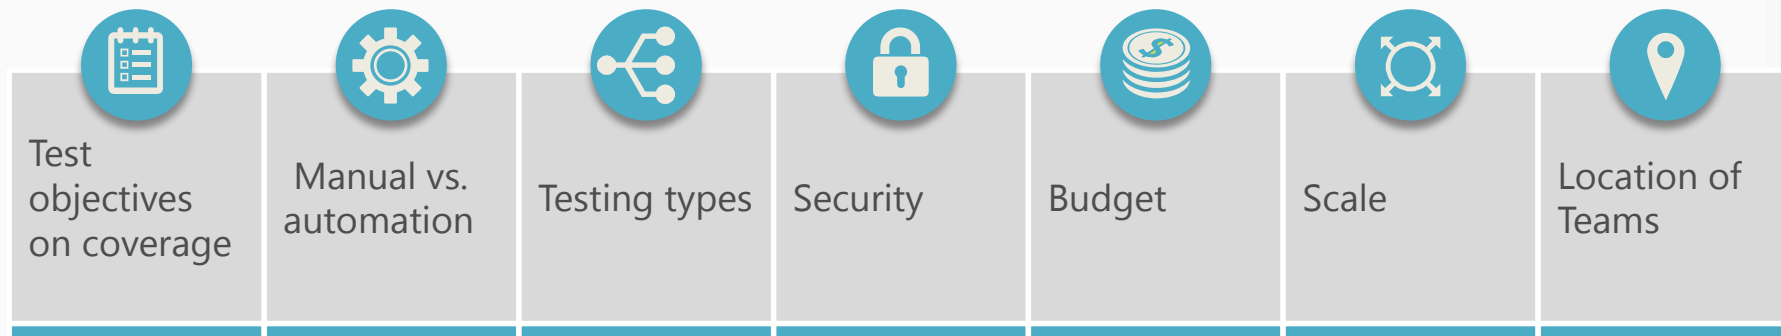 Test
objectives
on coverage
Manual vs.
automation
Testing types
Security
$
Budget
Scale
Location of
Teams